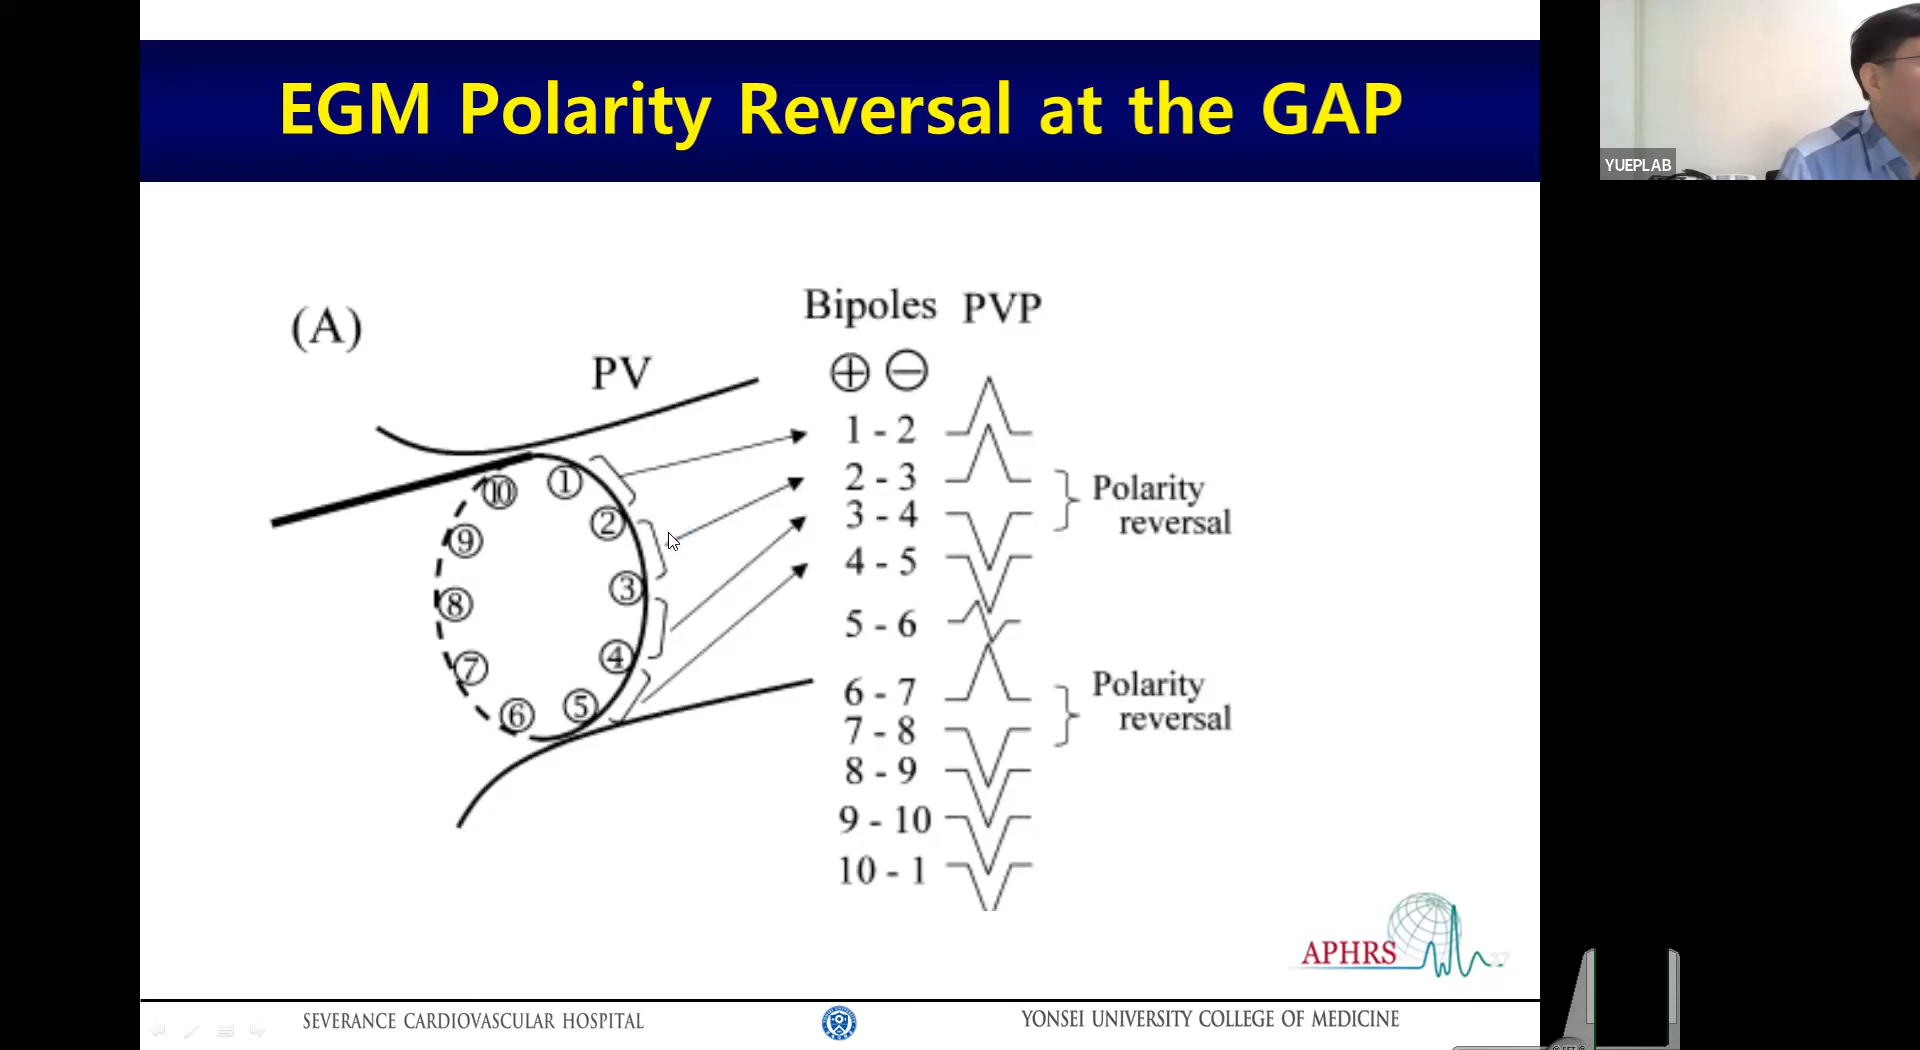 EGM Polarity Reversal at the GAP
YUEPLAB
(A)
PV
Bipoles PVP
⊕ ⊖
1 - 2
2 - 3
3 - 4
4 - 5
5 - 6
6 - 7
7 - 8
8 - 9
9 - 10
10 - 1
Polarity
reversal
Polarity
reversal
①
②
③
④
⑤
⑥
⑦
⑧
⑨
⑩
APHRS
SEVERANCE CARDIOVASCULAR HOSPITAL
YONSEI UNIVERSITY COLLEGE OF MEDICINE